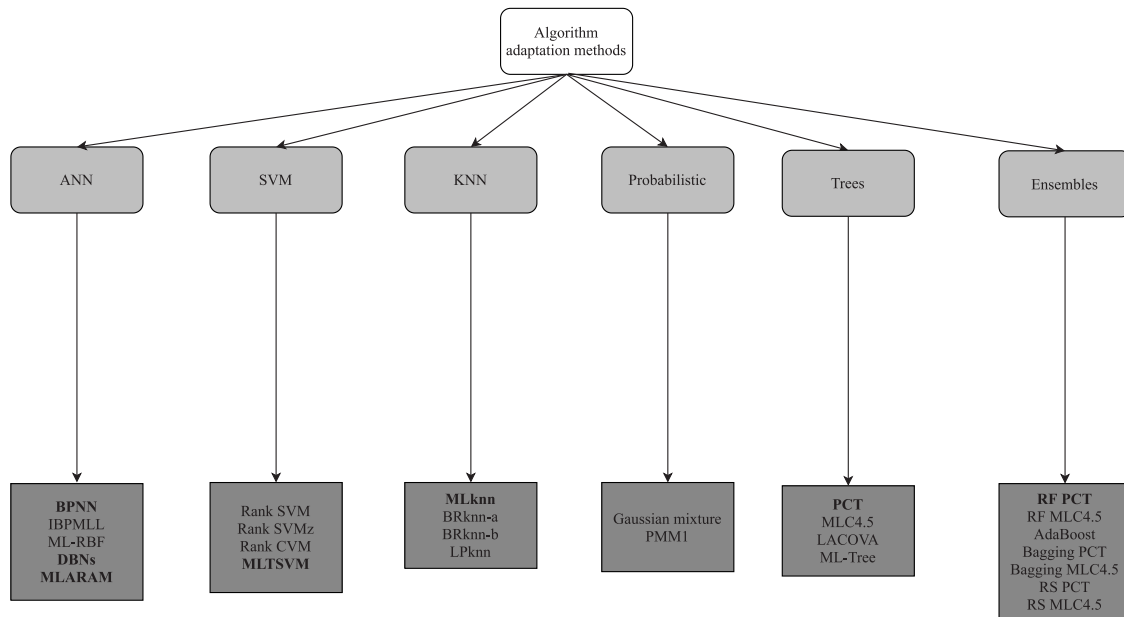 Algorithm
adaptation methods
ANN
SVM
KNN
Probabilistic
Trees
Ensembles
BPNN
IBPMLL
ML-RBF
DBNs
MLARAM
Rank SVM
Rank SVMz
Rank CVM
MLTSVM
MLknn
BRknn-a
BRknn-b
LPknn
Gaussian mixture
PMM1
PCT
MLC4.5
LACOVA
ML-Tree
RF PCT
RF MLC4.5
AdaBoost
Bagging PCT
Bagging MLC4.5
RS PCT
RS MLC4.5